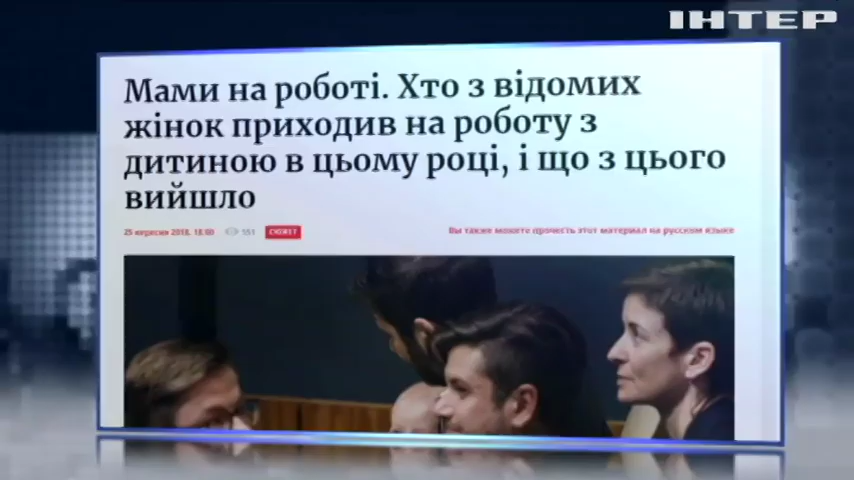 ІНТЕР
Мами на роботі. Хто з відомих
жінок приходив на роботу з
дитиною в цьому році, і що з цього
вийшло
25 вересня 2018, 18:00 151 СЮЖЕТ Вы также можете прочесть этот материал на русском языке